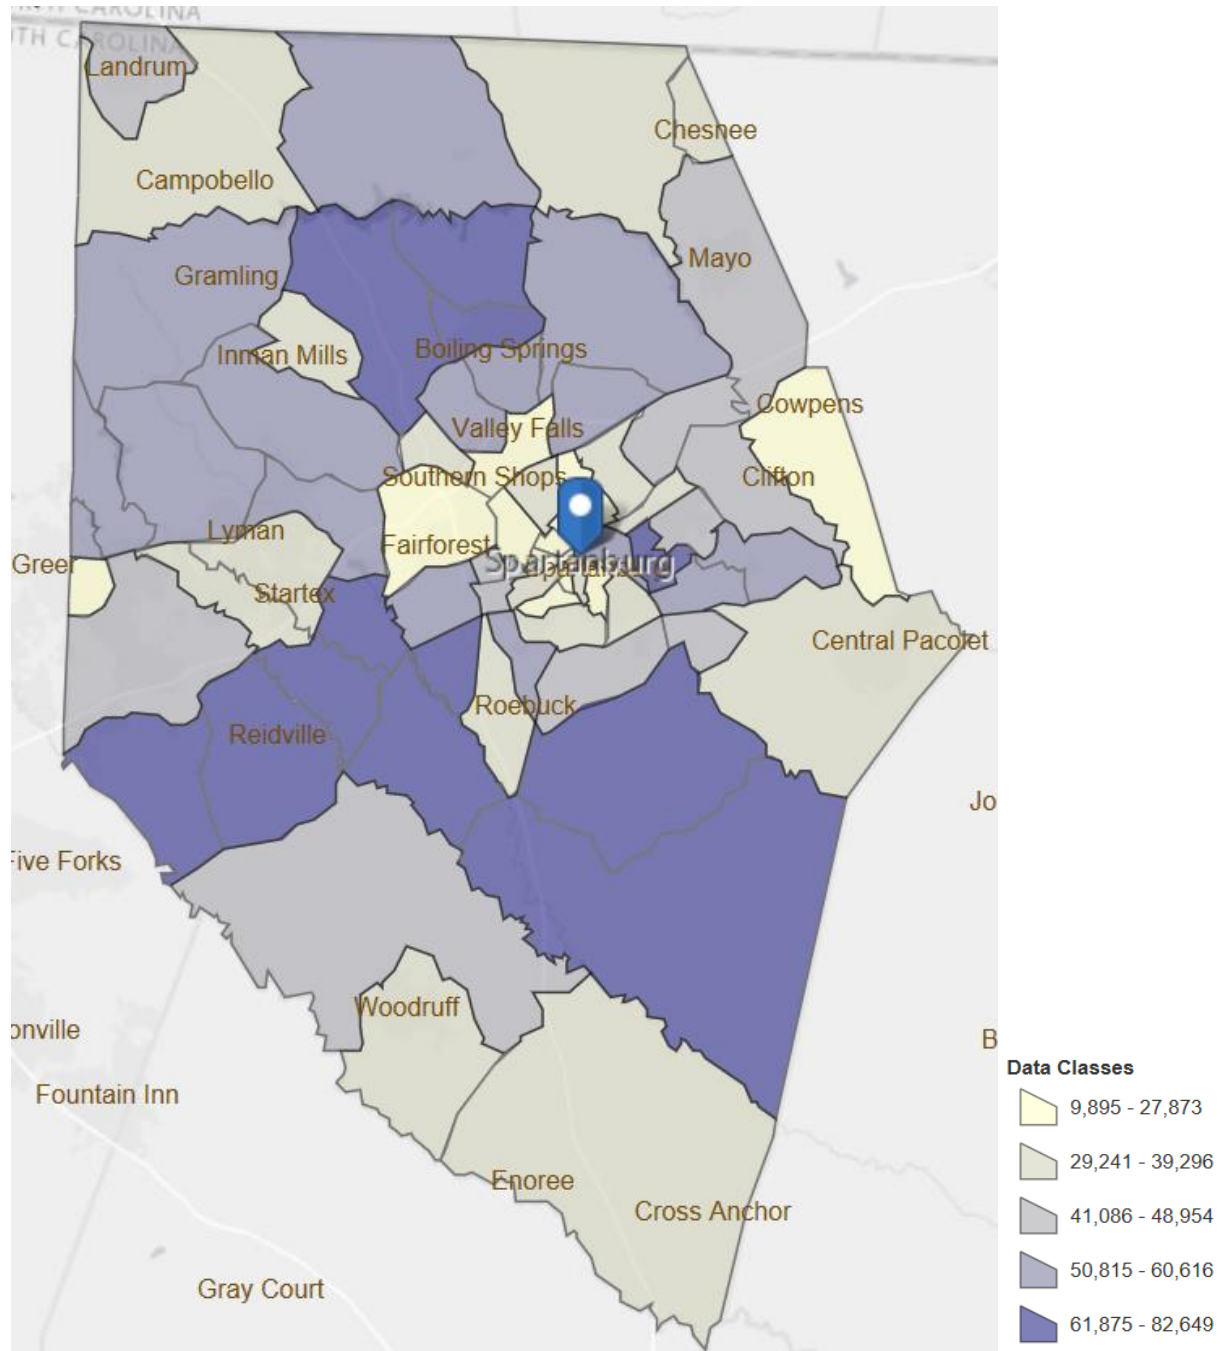 CAROLINA
TH CAROLINA
Landrum
Chesnee
Campobello
Mayo
Gramling
Boiling Springs
Inman Mills
Cowpens
Valley Falls
Southern Shops
Clifton
Lyman
Fairforest
Greer
Spartanburg
Startex
Central Pacolet
Roebuck
Reidville
Jo
Five Forks
Woodruff
onville
B
Fountain Inn
Enoree
Cross Anchor
Gray Court
Data Classes
9,895 - 27,873
29,241 - 39,296
41,086 - 48,954
50,815 - 60,616
61,875 - 82,649